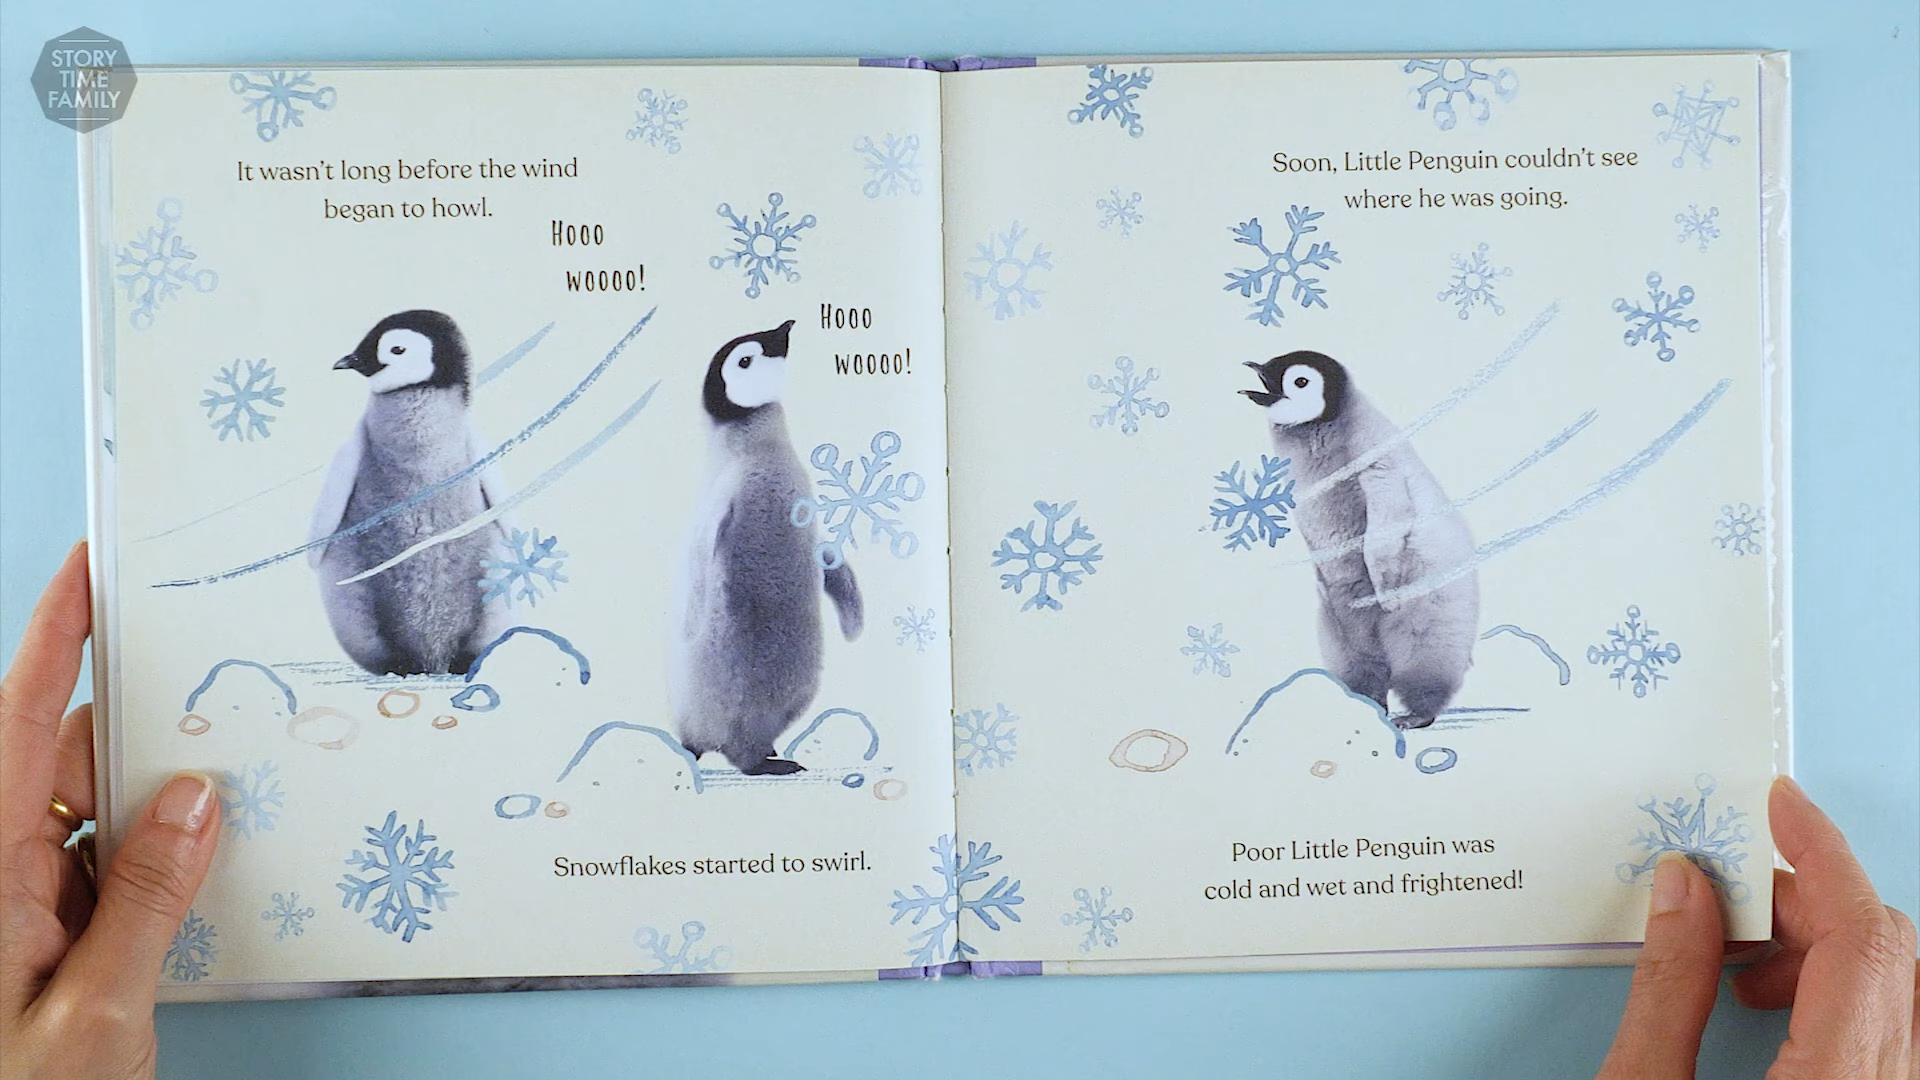 STORY
TIME
FAMILY
It wasn't long before the wind
began to howl.
Hooo
woooo!
Hooo
woooo!
Snowflakes started to swirl.
Soon, Little Penguin couldn't see
where he was going.
Poor Little Penguin was
cold and wet and frightened!